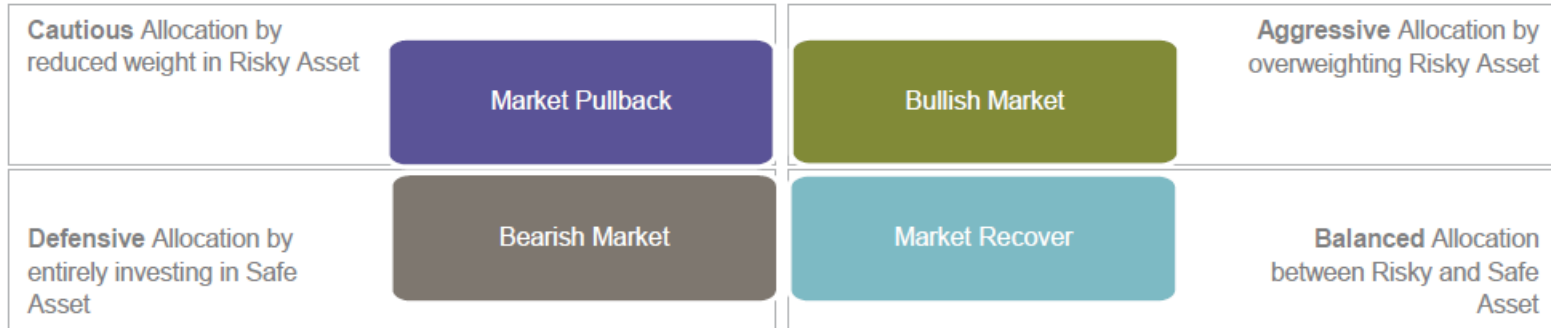 Cautious Allocation by
reduced weight in Risky Asset
Market Pullback
Bullish Market
Aggressive Allocation by
overweighting Risky Asset
Defensive Allocation by
entirely investing in Safe
Asset
Bearish Market
Market Recover
Balanced Allocation
between Risky and Safe
Asset